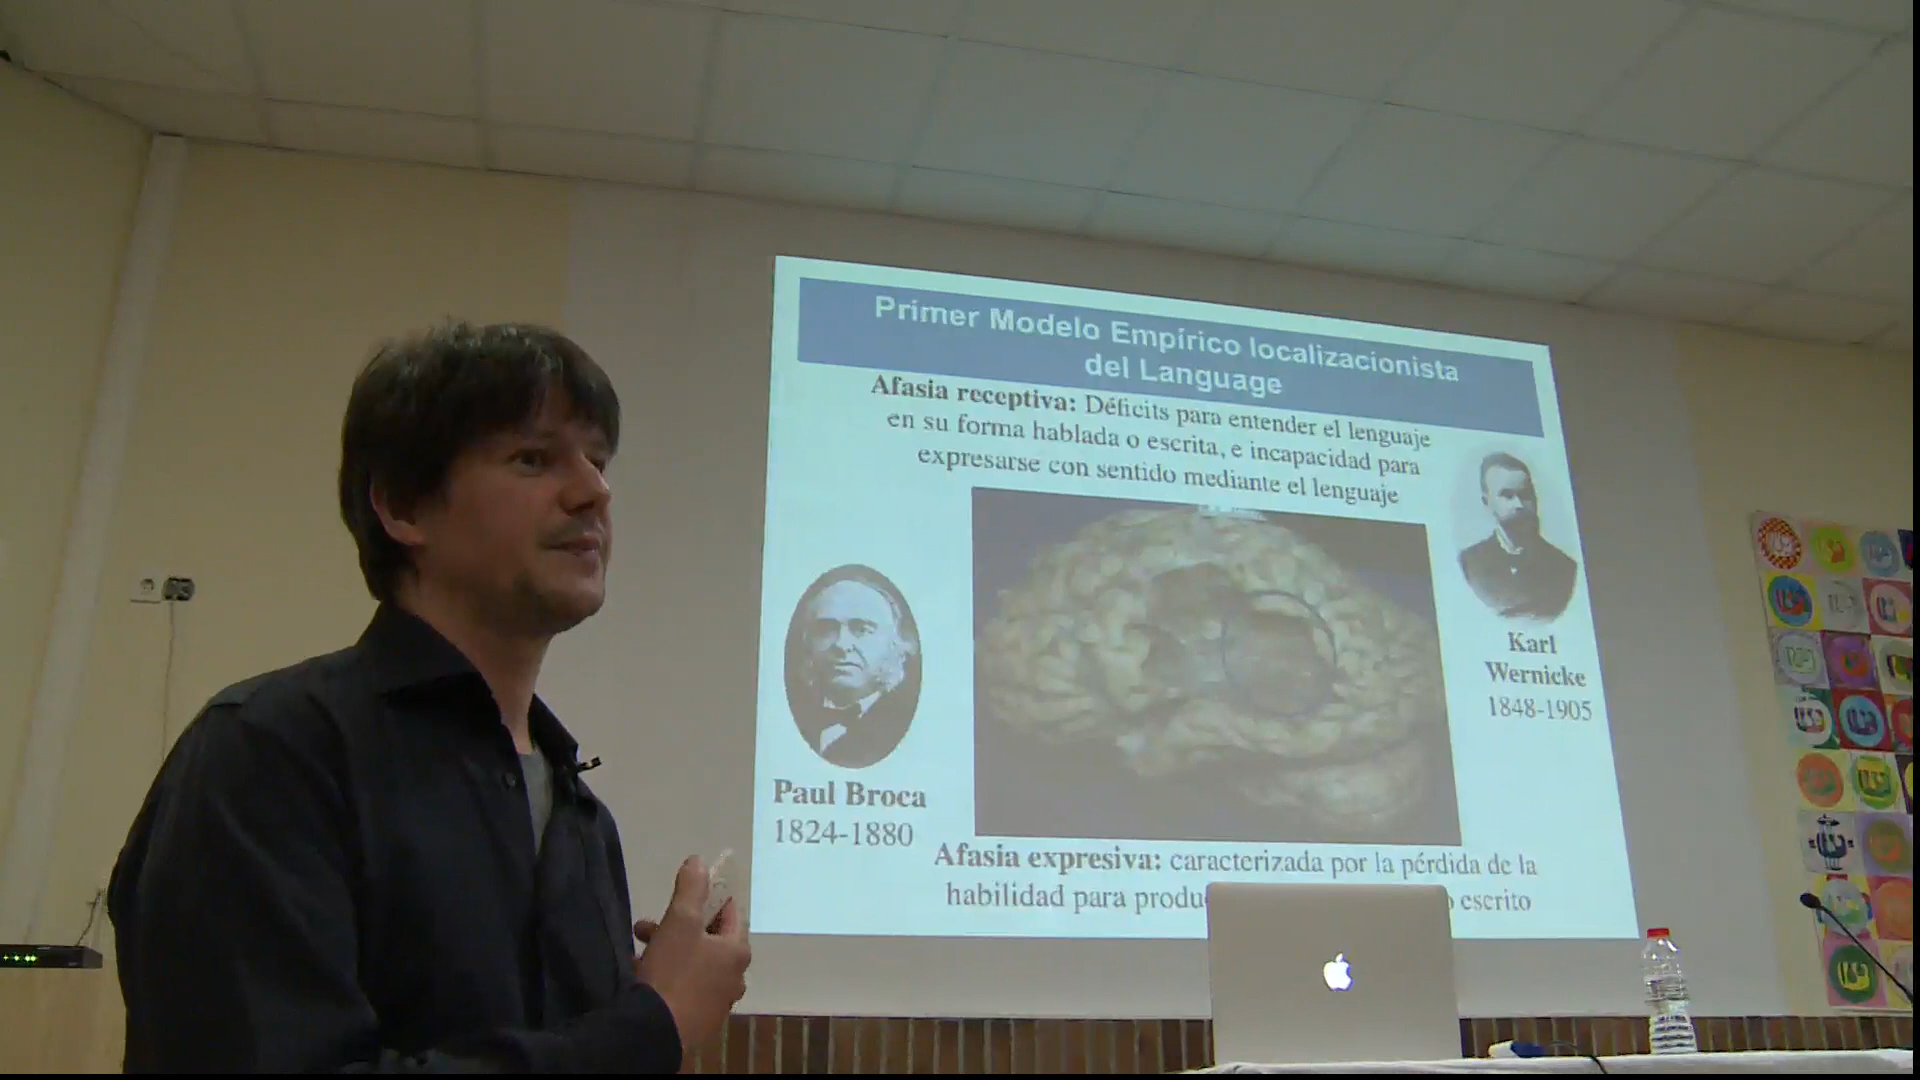 Primer Modelo Empírico localizacionista
del Language
Afasia receptiva: Déficits para entender el lenguaje
en su forma hablada o escrita, e incapacidad para
expresarse con sentido mediante el lenguaje
Karl
Wernicke
1848-1905
Paul Broca
1824-1880
Afasia expresiva: caracterizada por la pérdida de la
habilidad para produ
escrito